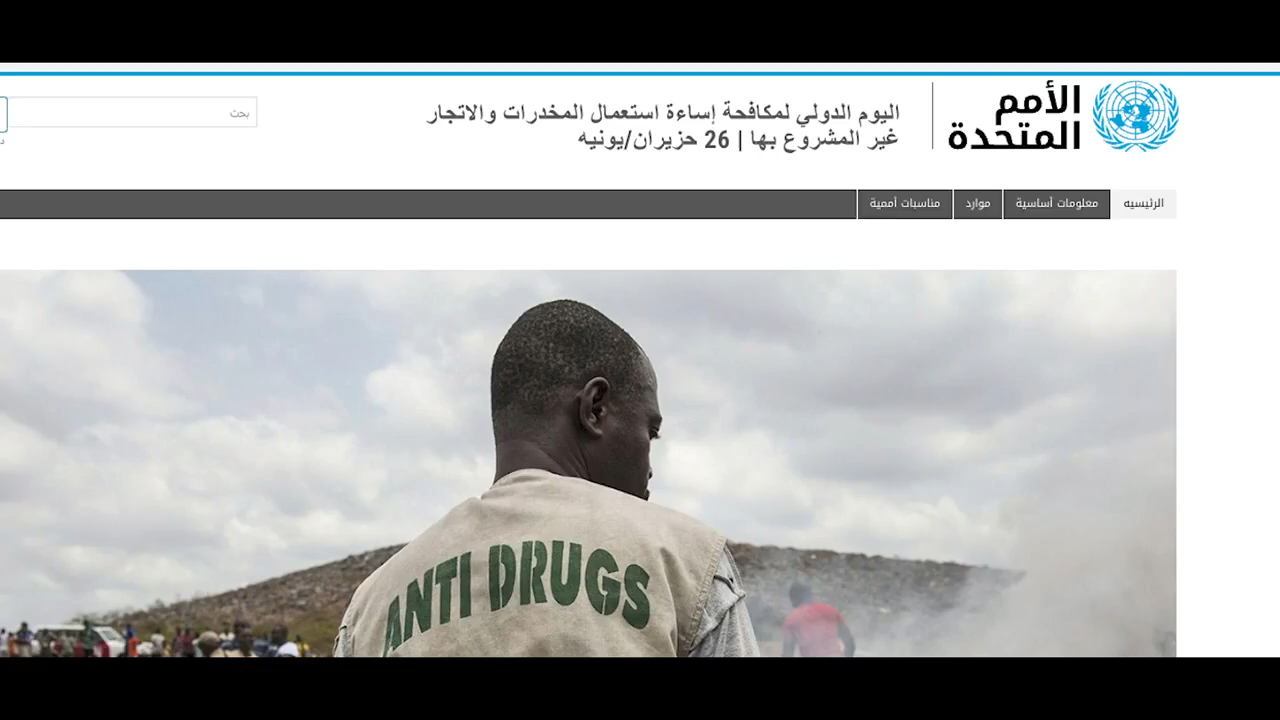 الأمم
المتحدة
اليوم الدولي لمكافحة إساءة استعمال المخدرات والاتجار
غير المشروع بها | 26 حزيران/يونيه
بحث
الرئيسيه
معلومات أساسية
موارد
مناسبات أممية
ANTI DRUGS